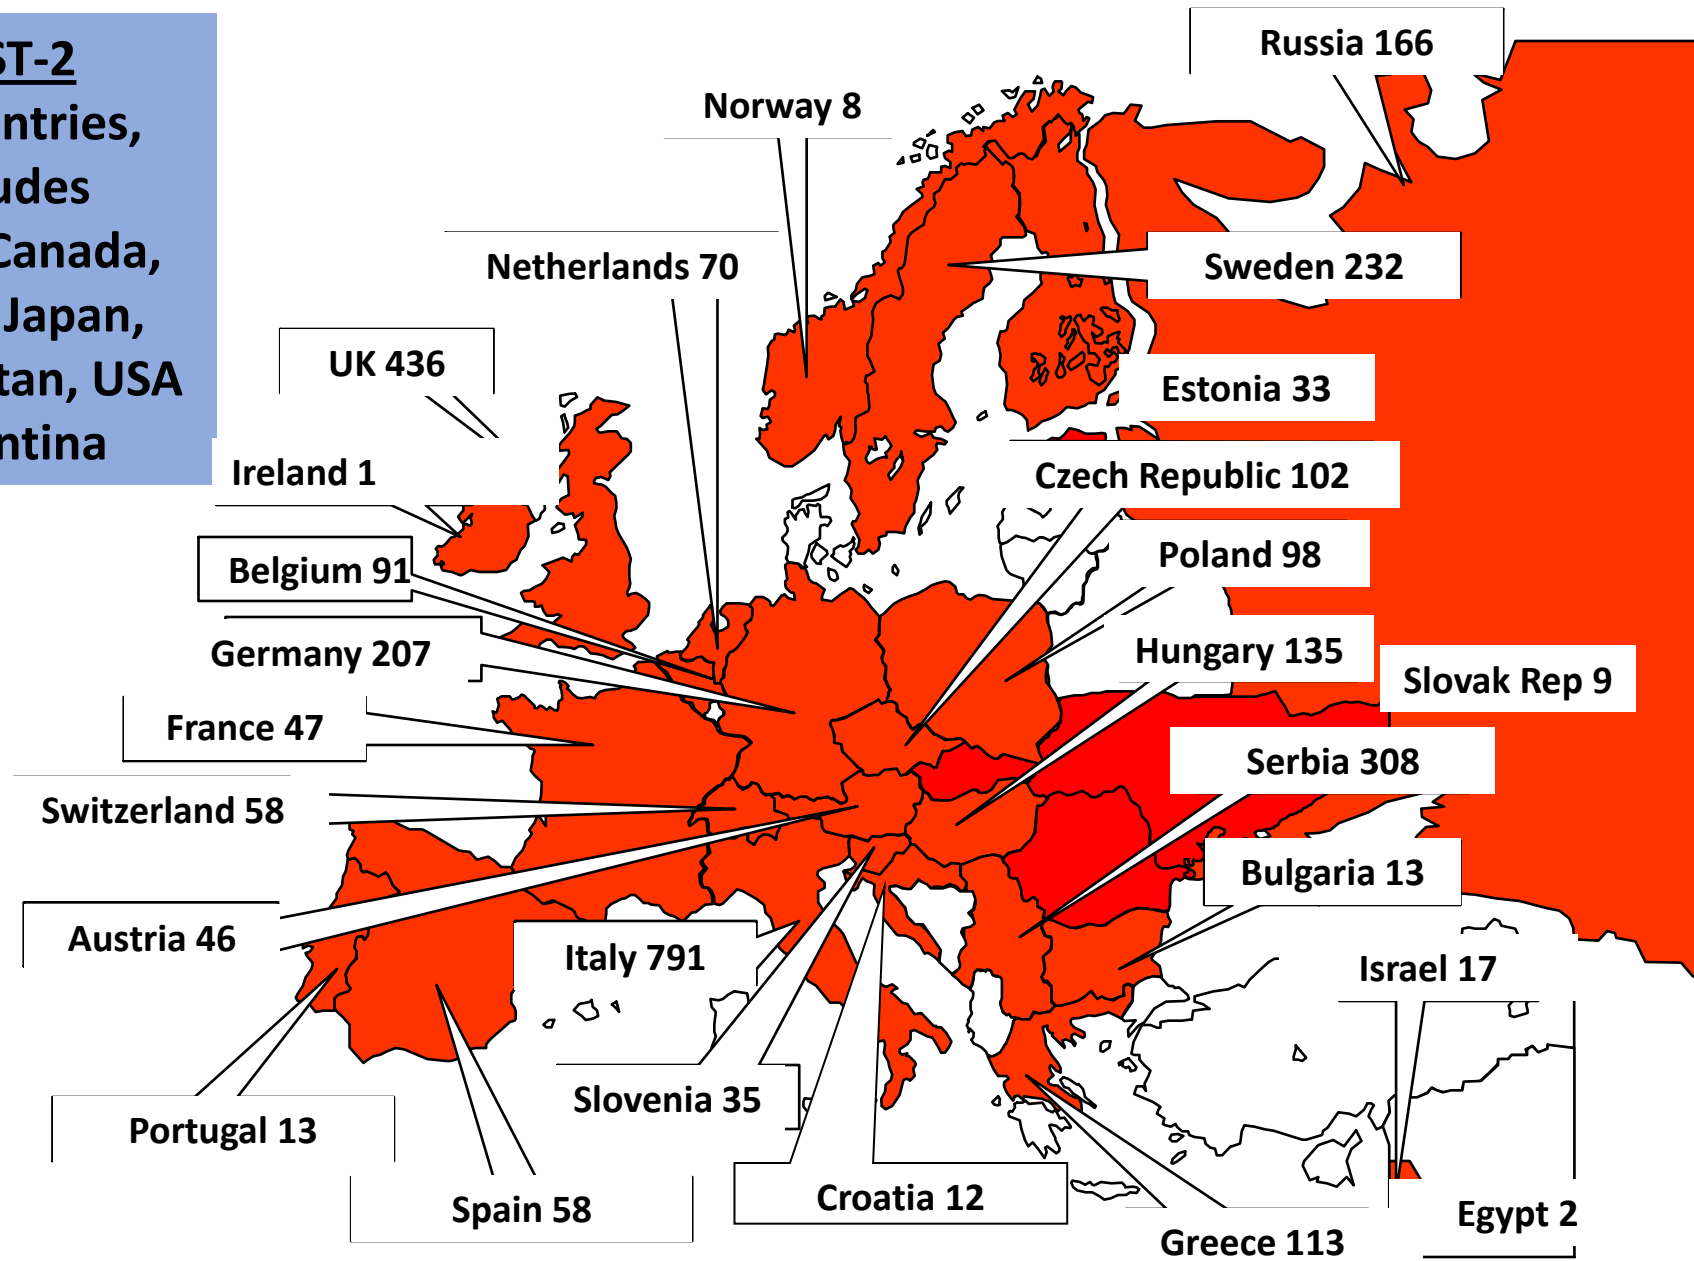 ST-2
ntries,
udes
Canada,
Japan,
tan, USA
ntina
Russia 166
Norway 8
Netherlands 70
Sweden 232
UK 436
Estonia 33
Ireland 1
Czech Republic 102
Belgium 91
Poland 98
Germany 207
Hungary 135
Slovak Rep 9
France 47
Serbia 308
Switzerland 58
Bulgaria 13
Austria 46
Italy 791
Israel 17
Slovenia 35
Portugal 13
Croatia 12
Spain 58
Egypt 2
Greece 113